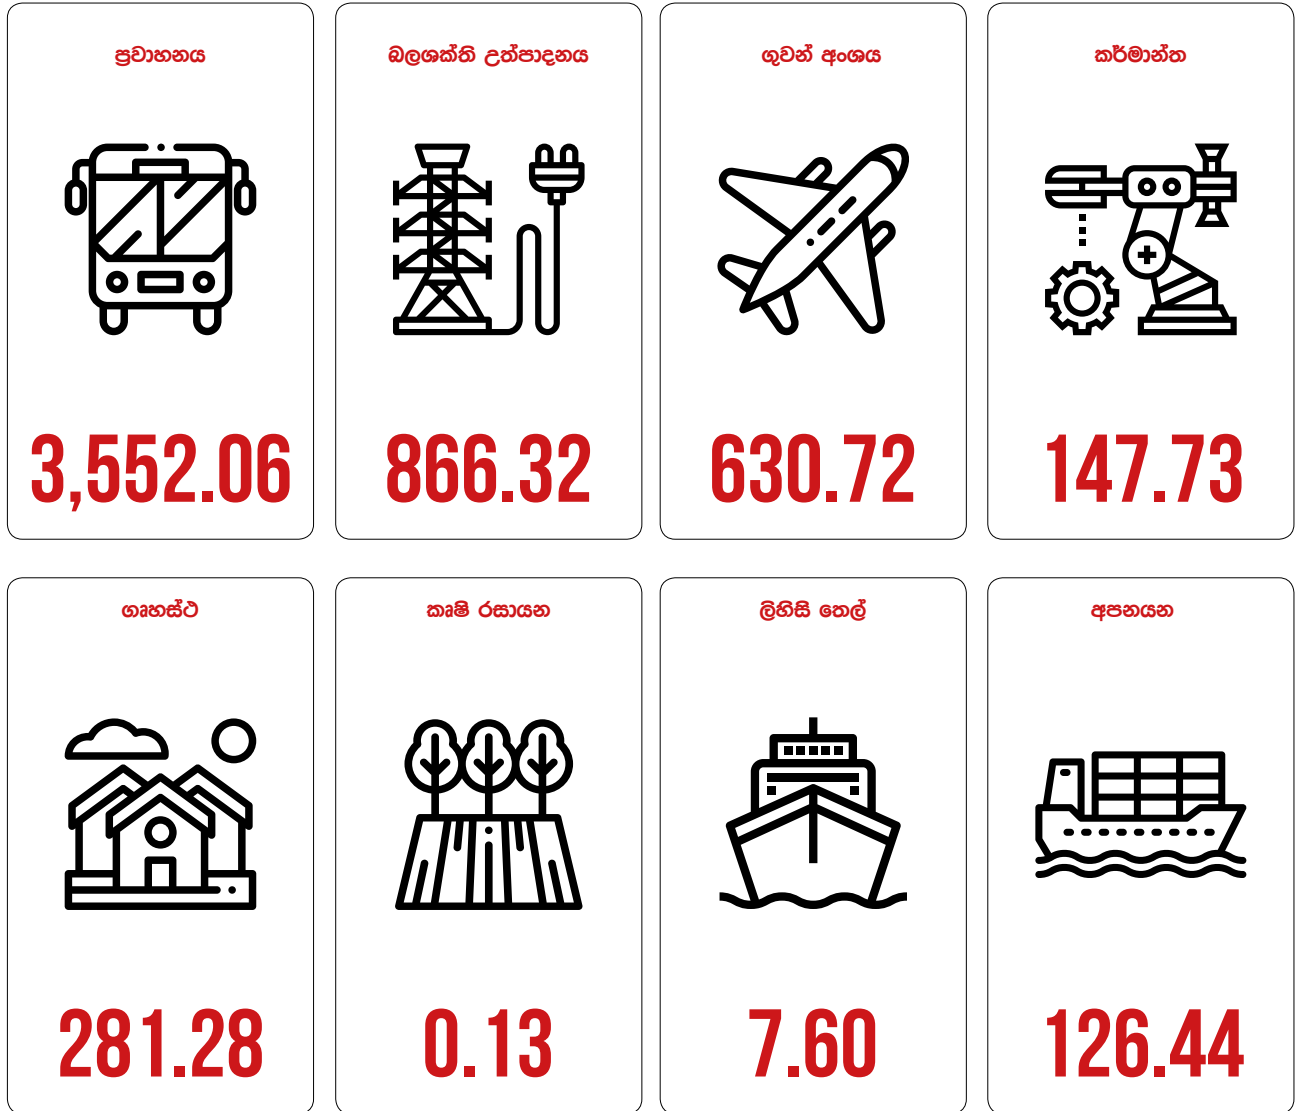 ප්‍රවාහනය
බලශක්ති උත්පාදනය
ගුවන් අංශය
කර්මාන්ත
3,552.06
866.32
630.72
147.73
ගෘහස්ථ
කෘෂි රසායන
ලිහිසි තෙල්
අපනයන
281.28
0.13
7.60
126.44